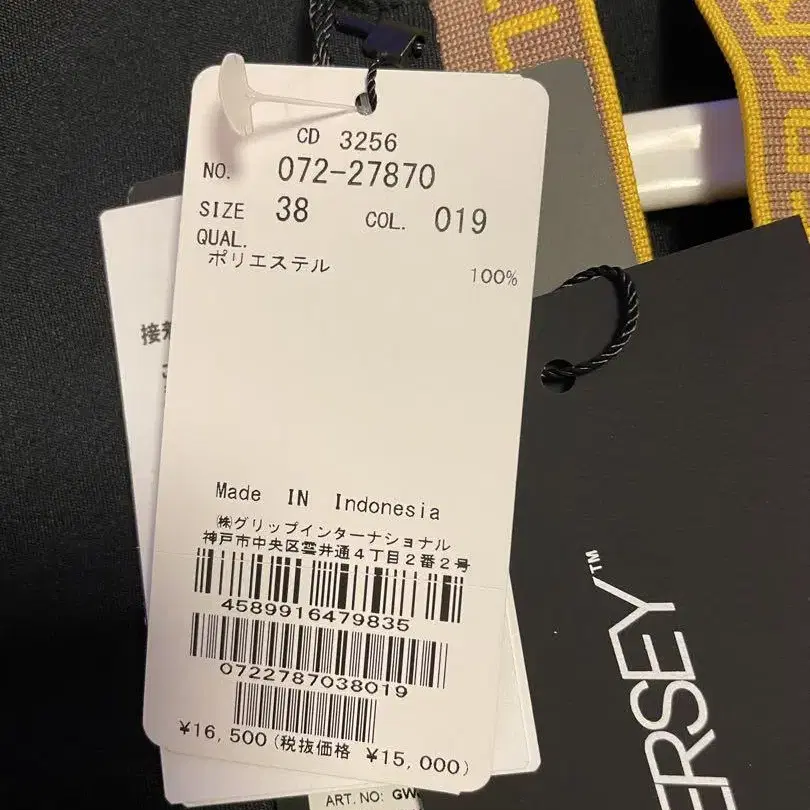 CD 3256
NO. 072-27870
SIZE 38 COL. 019
QUAL.
ポリエステル 100%
接着
Made IN Indonesia
㈱グリップインターナショナル
神戸市中央区雲井通4丁目2番2号
4589916479835
0722787038019
¥16,500(税抜価格 ¥15,000)
ART. NO: GW
ERSEY™